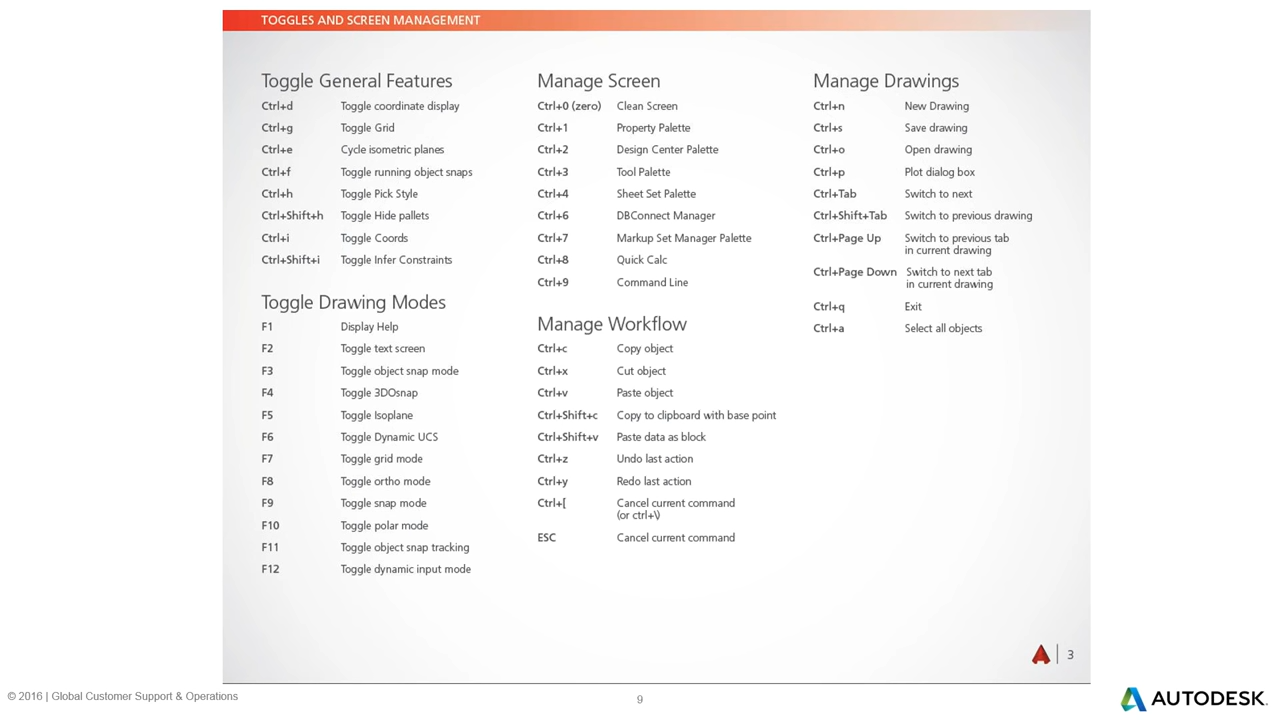 TOGGLES AND SCREEN MANAGEMENT
Toggle General Features
Ctrl+d Toggle coordinate display
Ctrl+g Toggle Grid
Ctrl+e Cycle isometric planes
Ctrl+f Toggle running object snaps
Ctrl+h Toggle Pick Style
Ctrl+Shift+h Toggle Hide pallets
Ctrl+i Toggle Coords
Ctrl+Shift+i Toggle Infer Constraints
Toggle Drawing Modes
F1 Display Help
F2 Toggle text screen
F3 Toggle object snap mode
F4 Toggle 3DOsnap
F5 Toggle Isoplane
F6 Toggle Dynamic UCS
F7 Toggle grid mode
F8 Toggle ortho mode
F9 Toggle snap mode
F10 Toggle polar mode
F11 Toggle object snap tracking
F12 Toggle dynamic input mode
Manage Screen
Ctrl+0 (zero) Clean Screen
Ctrl+1 Property Palette
Ctrl+2 Design Center Palette
Ctrl+3 Tool Palette
Ctrl+4 Sheet Set Palette
Ctrl+6 DBConnect Manager
Ctrl+7 Markup Set Manager Palette
Ctrl+8 Quick Calc
Ctrl+9 Command Line
Manage Workflow
Ctrl+c Copy object
Ctrl+x Cut object
Ctrl+v Paste object
Ctrl+Shift+c Copy to clipboard with base point
Ctrl+Shift+v Paste data as block
Ctrl+z Undo last action
Ctrl+y Redo last action
Ctrl+[ Cancel current command
(or ctrl+\)
ESC Cancel current command
Manage Drawings
Ctrl+n New Drawing
Ctrl+s Save drawing
Ctrl+o Open drawing
Ctrl+p Plot dialog box
Ctrl+Tab Switch to next
Ctrl+Shift+Tab Switch to previous drawing
Ctrl+Page Up Switch to previous tab
in current drawing
Ctrl+Page Down Switch to next tab
in current drawing
Ctrl+q Exit
Ctrl+a Select all objects
3
© 2016 | Global Customer Support & Operations
9
AUTODESK.